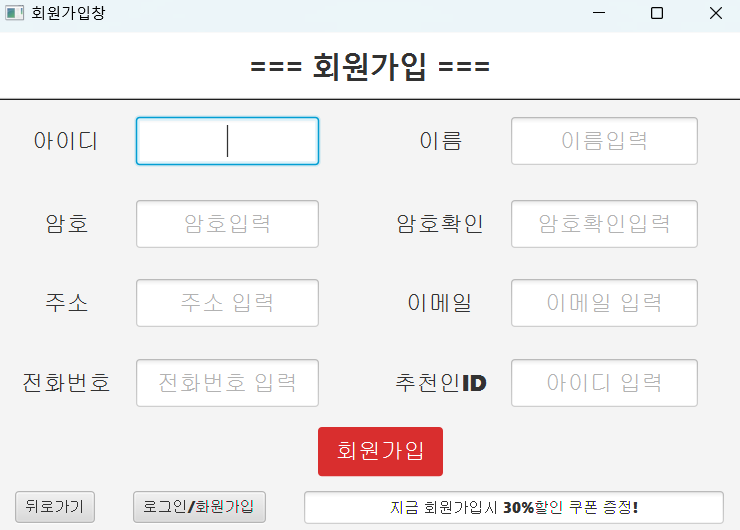 회원가입창
=== 회원가입 ===
아이디 이름 이름입력
암호 암호입력 암호확인 암호확인입력
주소 주소 입력 이메일 이메일 입력
전화번호 전화번호 입력 추천인ID 아이디 입력
회원가입
뒤로가기 로그인/화원가입 지금 회원가입시 30%할인 쿠폰 증정!